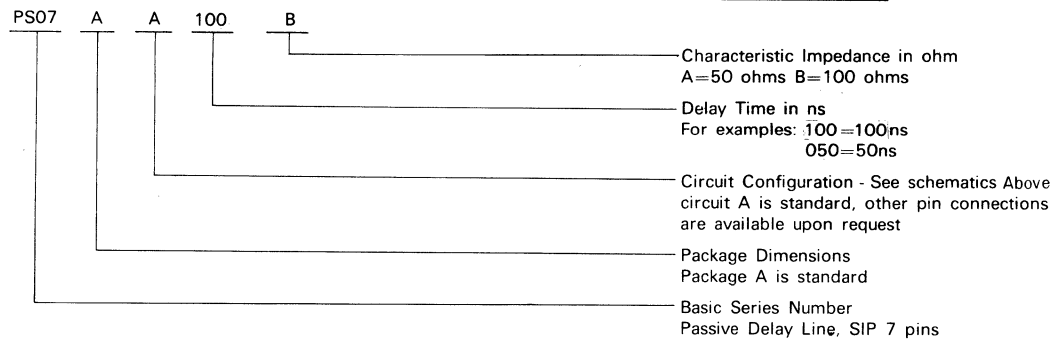 PS07 A A 100 B
Characteristic Impedance in ohm
A=50 ohms B=100 ohms
Delay Time in ns
For examples: 100=100ns
050=50ns
Circuit Configuration - See schematics Above
circuit A is standard, other pin connections
are available upon request
Package Dimensions
Package A is standard
Basic Series Number
Passive Delay Line, SIP 7 pins